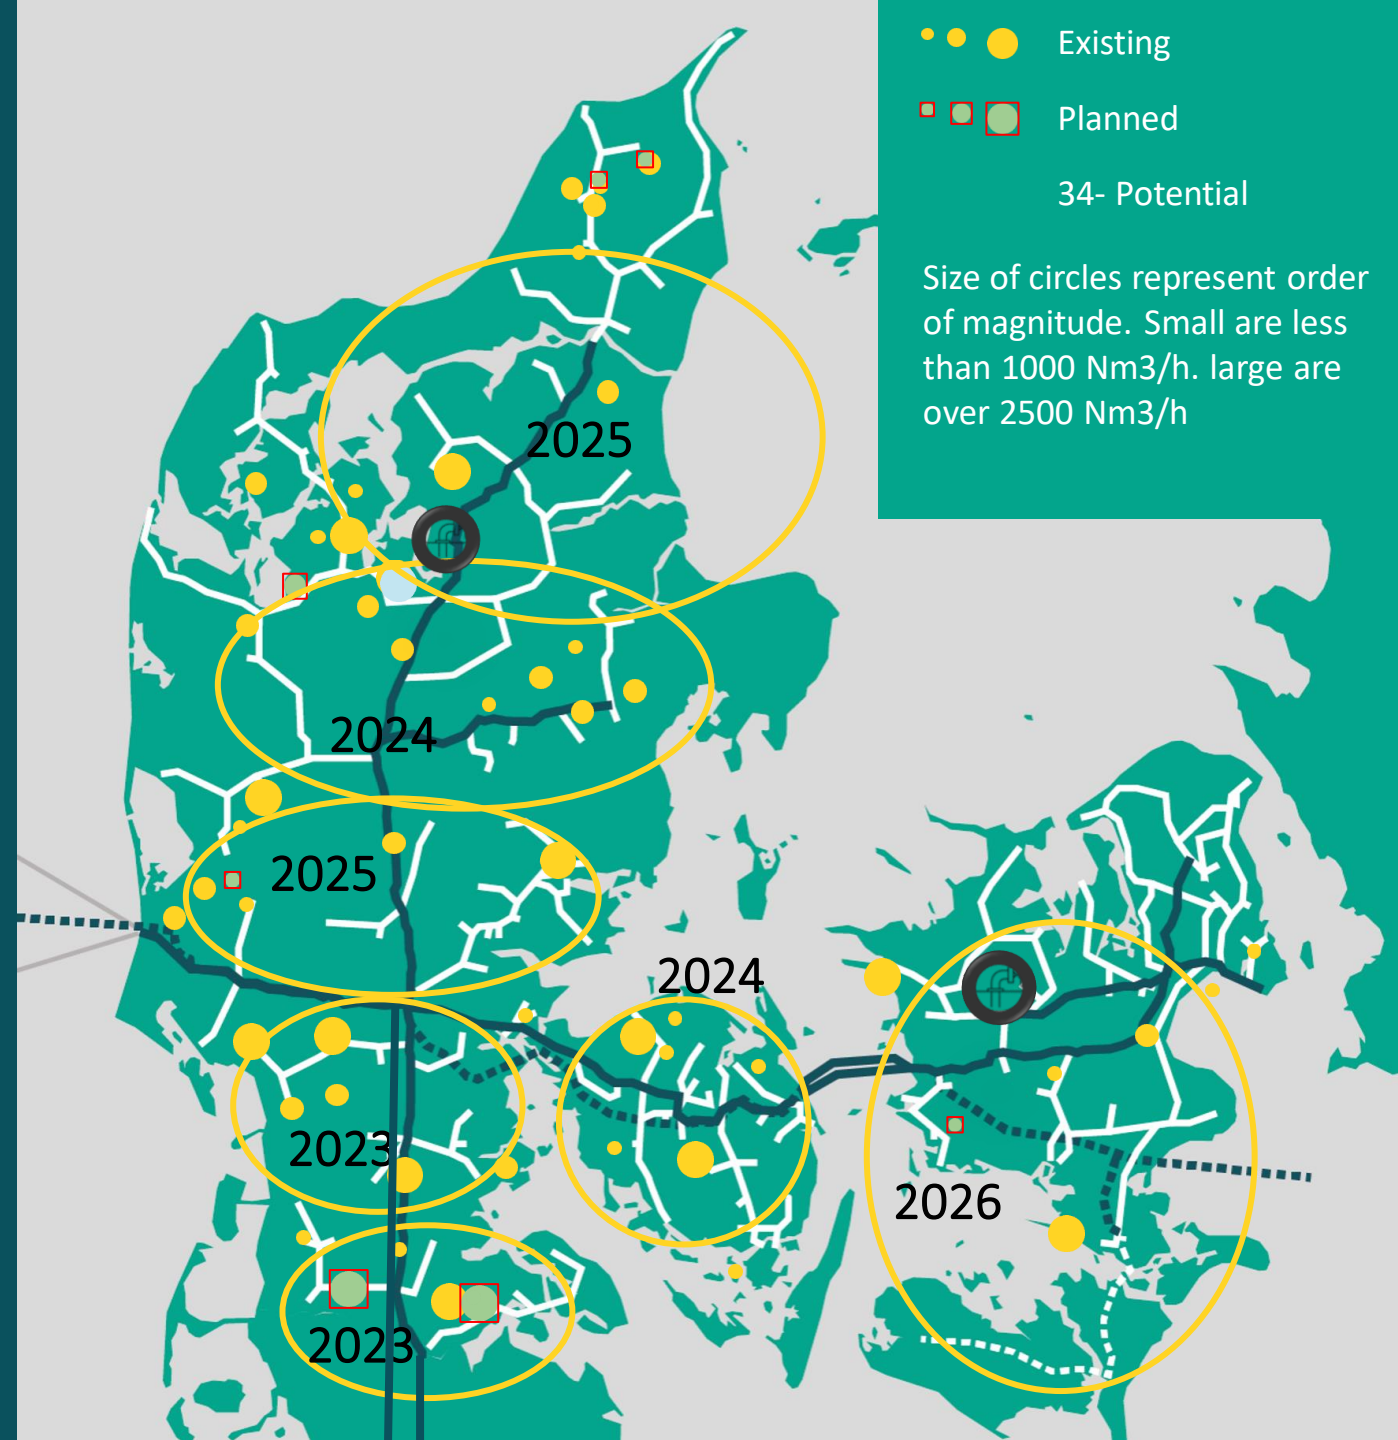 Existing
Planned
34- Potential
Size of circles represent order
of magnitude. Small are less
than 1000 Nm3/h. large are
over 2500 Nm3/h
2025
2024
2025
2024
2023
2026
2023